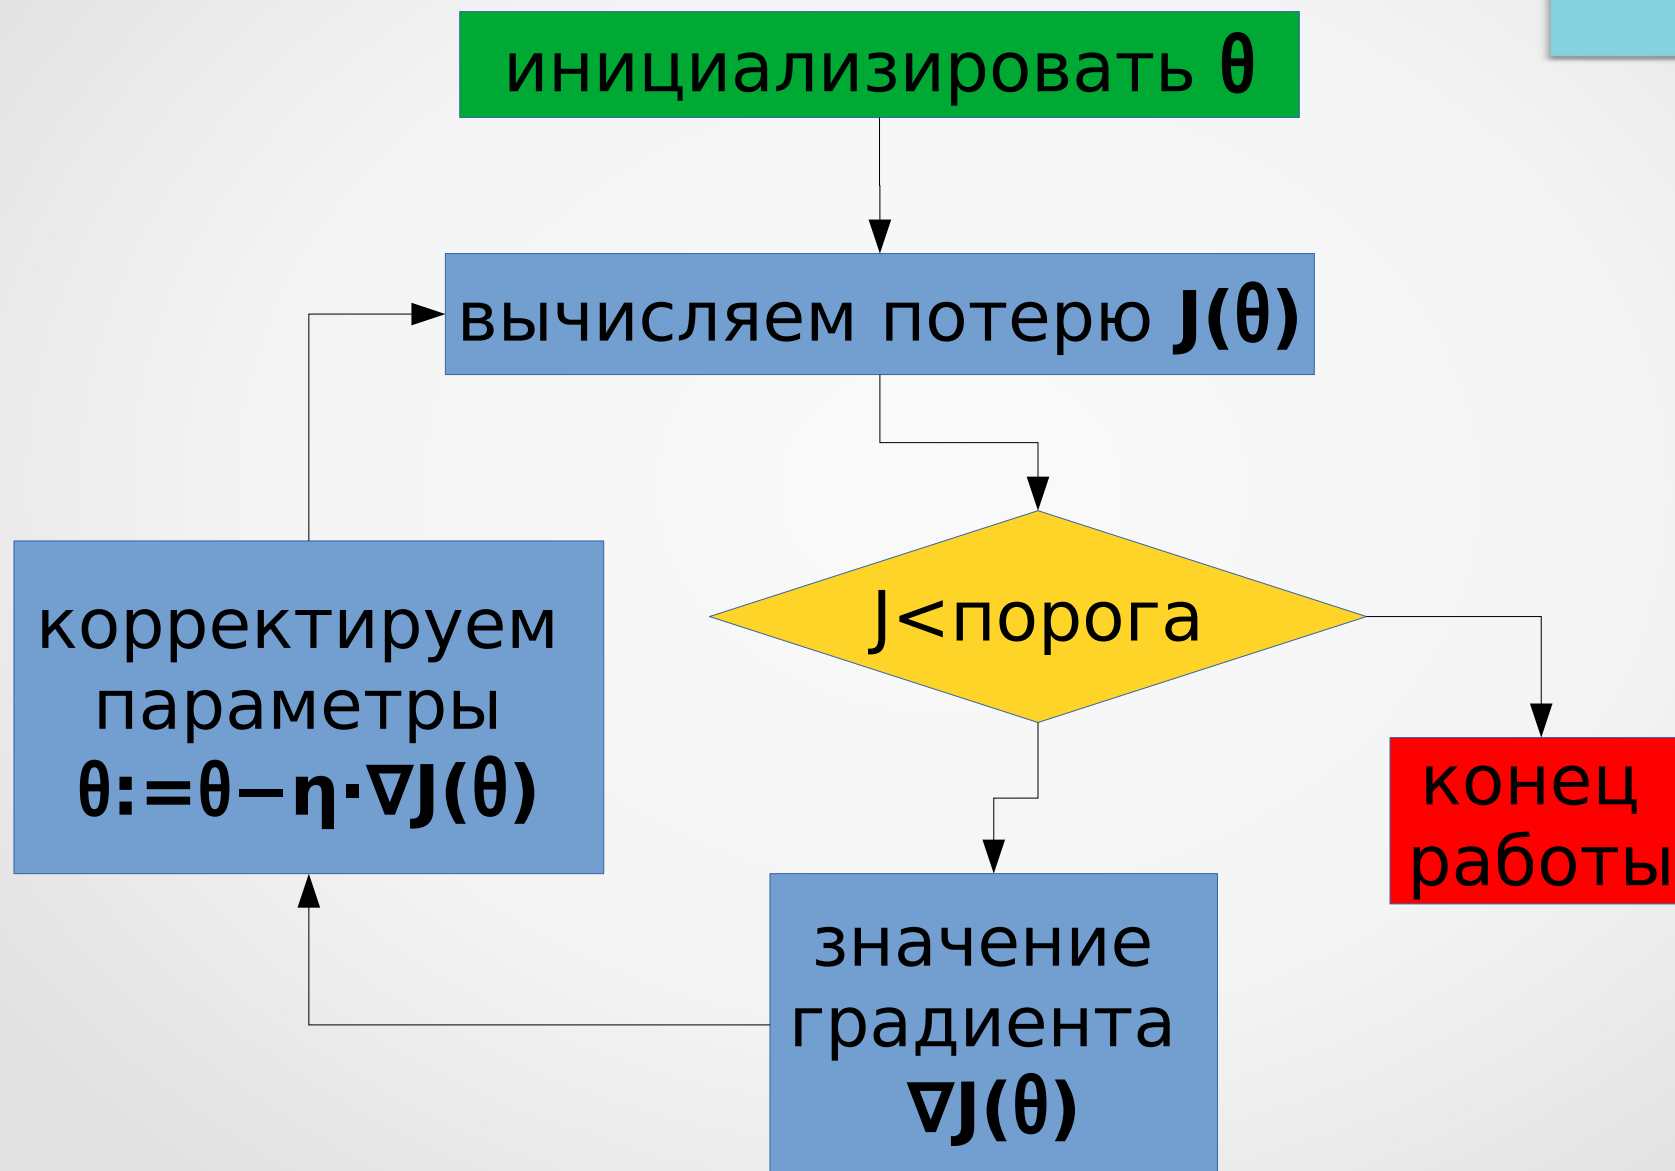 инициализировать θ
вычисляем потерю J(θ)
J<порога
корректируем
параметры
θ:=θ−η·∇J(θ)
конец
работы
значение
градиента
∇J(θ)